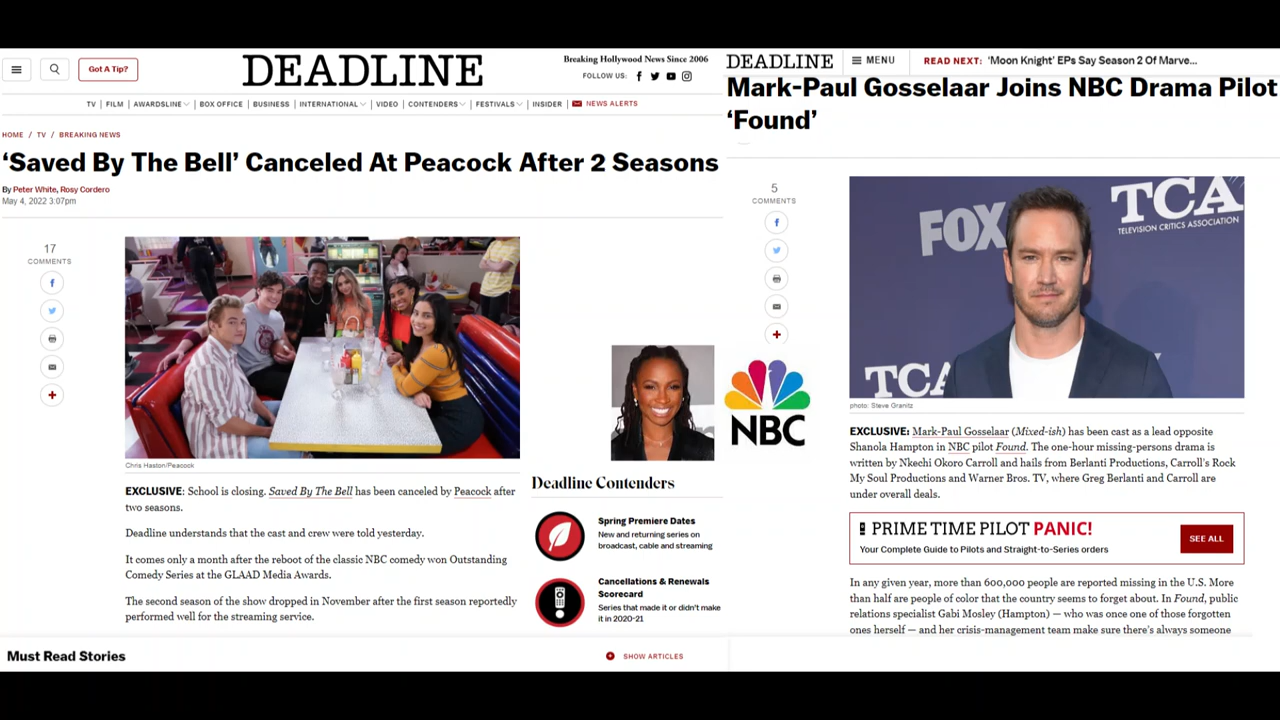 Got A Tip?
DEADLINE
Breaking Hollywood News Since 2006
FOLLOW US:
TV | FILM | AWARDSLINE | BOX OFFICE | BUSINESS | INTERNATIONAL | VIDEO | CONTENDERS | FESTIVALS | INSIDER | NEWS ALERTS
HOME / TV / BREAKING NEWS
‘Saved By The Bell’ Canceled At Peacock After 2 Seasons
By Peter White, Rosy Cordero
May 4, 2022 3:07pm
17
COMMENTS
Chris Haston/Peacock
EXCLUSIVE: School is closing. Saved By The Bell has been canceled by Peacock after
two seasons.
Deadline understands that the cast and crew were told yesterday.
It comes only a month after the reboot of the classic NBC comedy won Outstanding
Comedy Series at the GLAAD Media Awards.
The second season of the show dropped in November after the first season reportedly
performed well for the streaming service.
NBC
Deadline Contenders
Spring Premiere Dates
New and returning series on
broadcast, cable and streaming
Cancellations & Renewals
Scorecard
Series that made it or didn't make
it in 2020-21
Must Read Stories
SHOW ARTICLES
DEADLINE
MENU
READ NEXT: ‘Moon Knight’ EPs Say Season 2 Of Marve...
Mark-Paul Gosselaar Joins NBC Drama Pilot
‘Found’
5
COMMENTS
FOX
TCA
TELEVISION CRITICS ASSOCIATION
TCA
photo: Steve Granitz
EXCLUSIVE: Mark-Paul Gosselaar (Mixed-ish) has been cast as a lead opposite
Shanola Hampton in NBC pilot Found. The one-hour missing-persons drama is
written by Nkechi Okoro Carroll and hails from Berlanti Productions, Carroll's Rock
My Soul Productions and Warner Bros. TV, where Greg Berlanti and Carroll are
under overall deals.
PRIME TIME PILOT PANIC!
Your Complete Guide to Pilots and Straight-to-Series orders
SEE ALL
In any given year, more than 600,000 people are reported missing in the U.S. More
than half are people of color that the country seems to forget about. In Found, public
relations specialist Gabi Mosley (Hampton) — who was once one of those forgotten
ones herself — and her crisis-management team make sure there's always someone